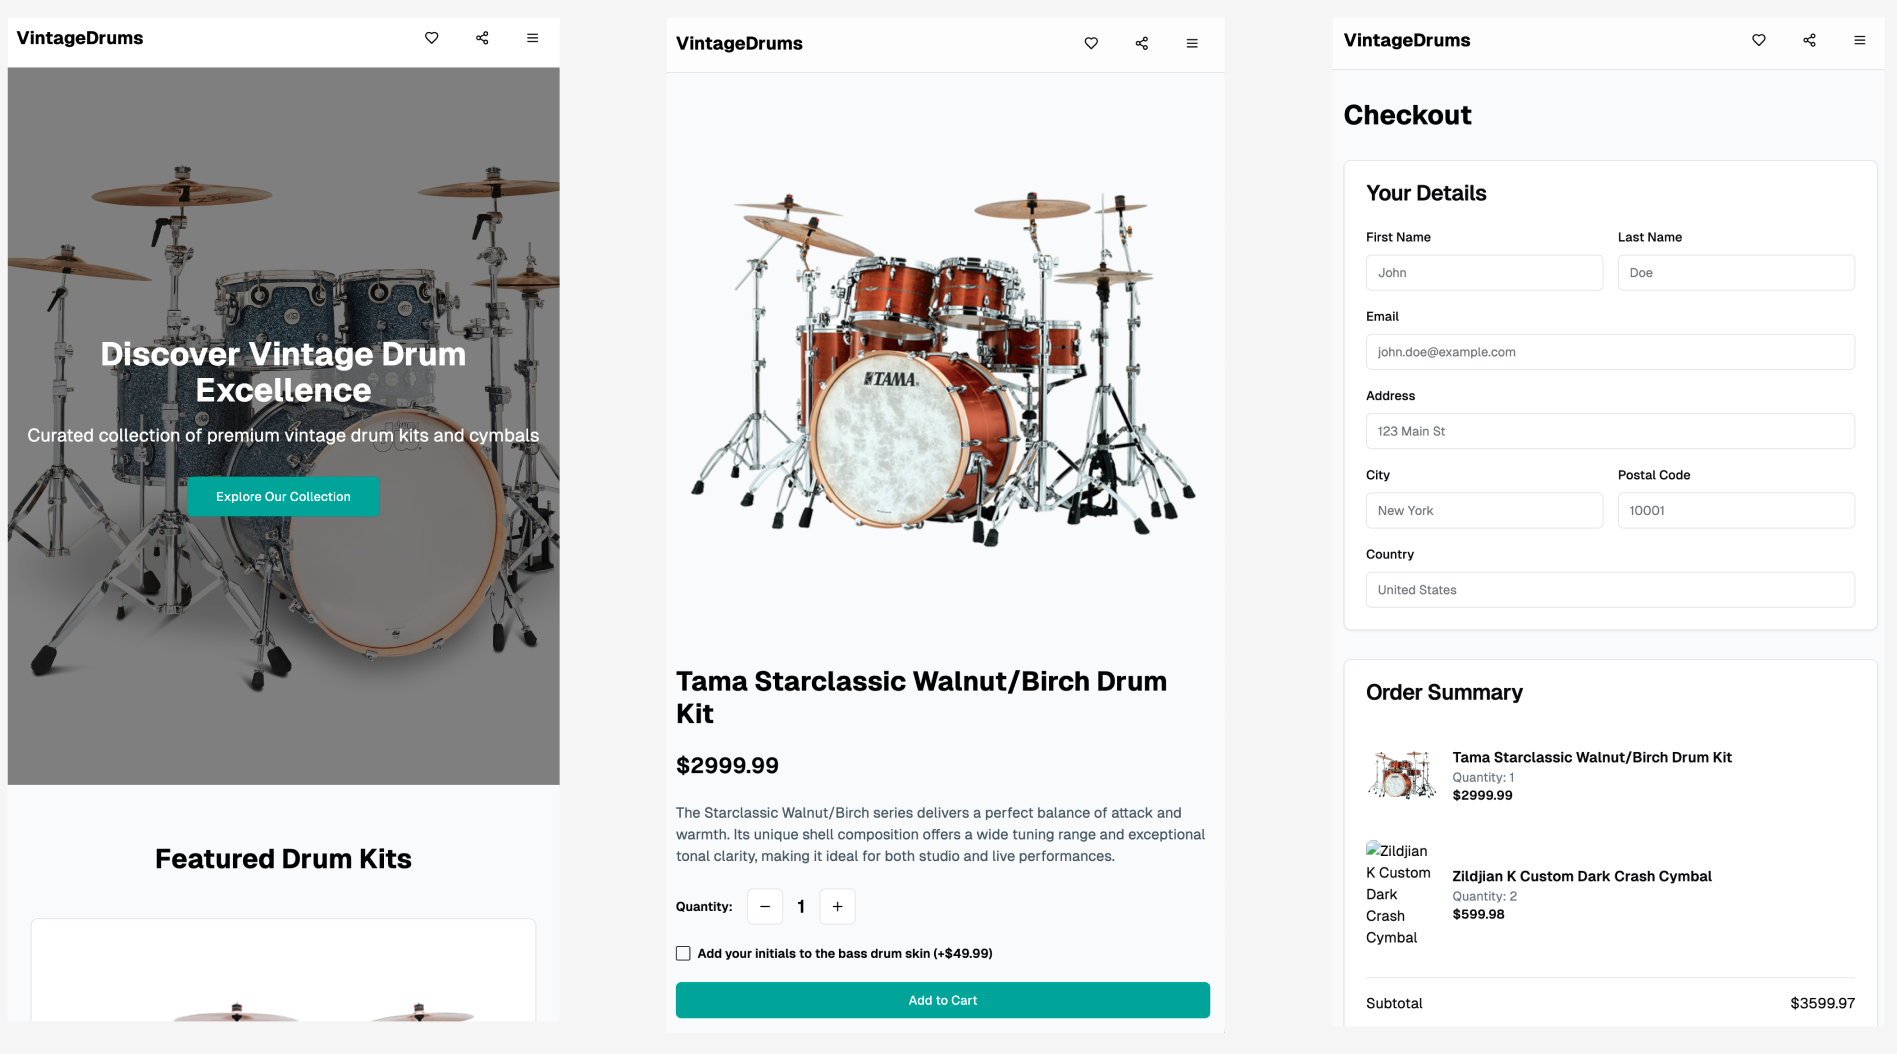 VintageDrums
Discover Vintage Drum
Excellence
Curated collection of premium vintage drum kits and cymbals
Explore Our Collection
Featured Drum Kits
VintageDrums
TAMA
Tama Starclassic Walnut/Birch Drum
Kit
$2999.99
The Starclassic Walnut/Birch series delivers a perfect balance of attack and
warmth. Its unique shell composition offers a wide tuning range and exceptional
tonal clarity, making it ideal for both studio and live performances.
Quantity: − 1 +
Add your initials to the bass drum skin (+$49.99)
Add to Cart
VintageDrums
Checkout
Your Details
First Name Last Name
John Doe
Email
john.doe@example.com
Address
123 Main St
City Postal Code
New York 10001
Country
United States
Order Summary
Tama Starclassic Walnut/Birch Drum Kit
Quantity: 1
$2999.99
Zildjian
K Custom
Dark
Crash
Cymbal
Zildjian K Custom Dark Crash Cymbal
Quantity: 2
$599.98
Subtotal $3599.97